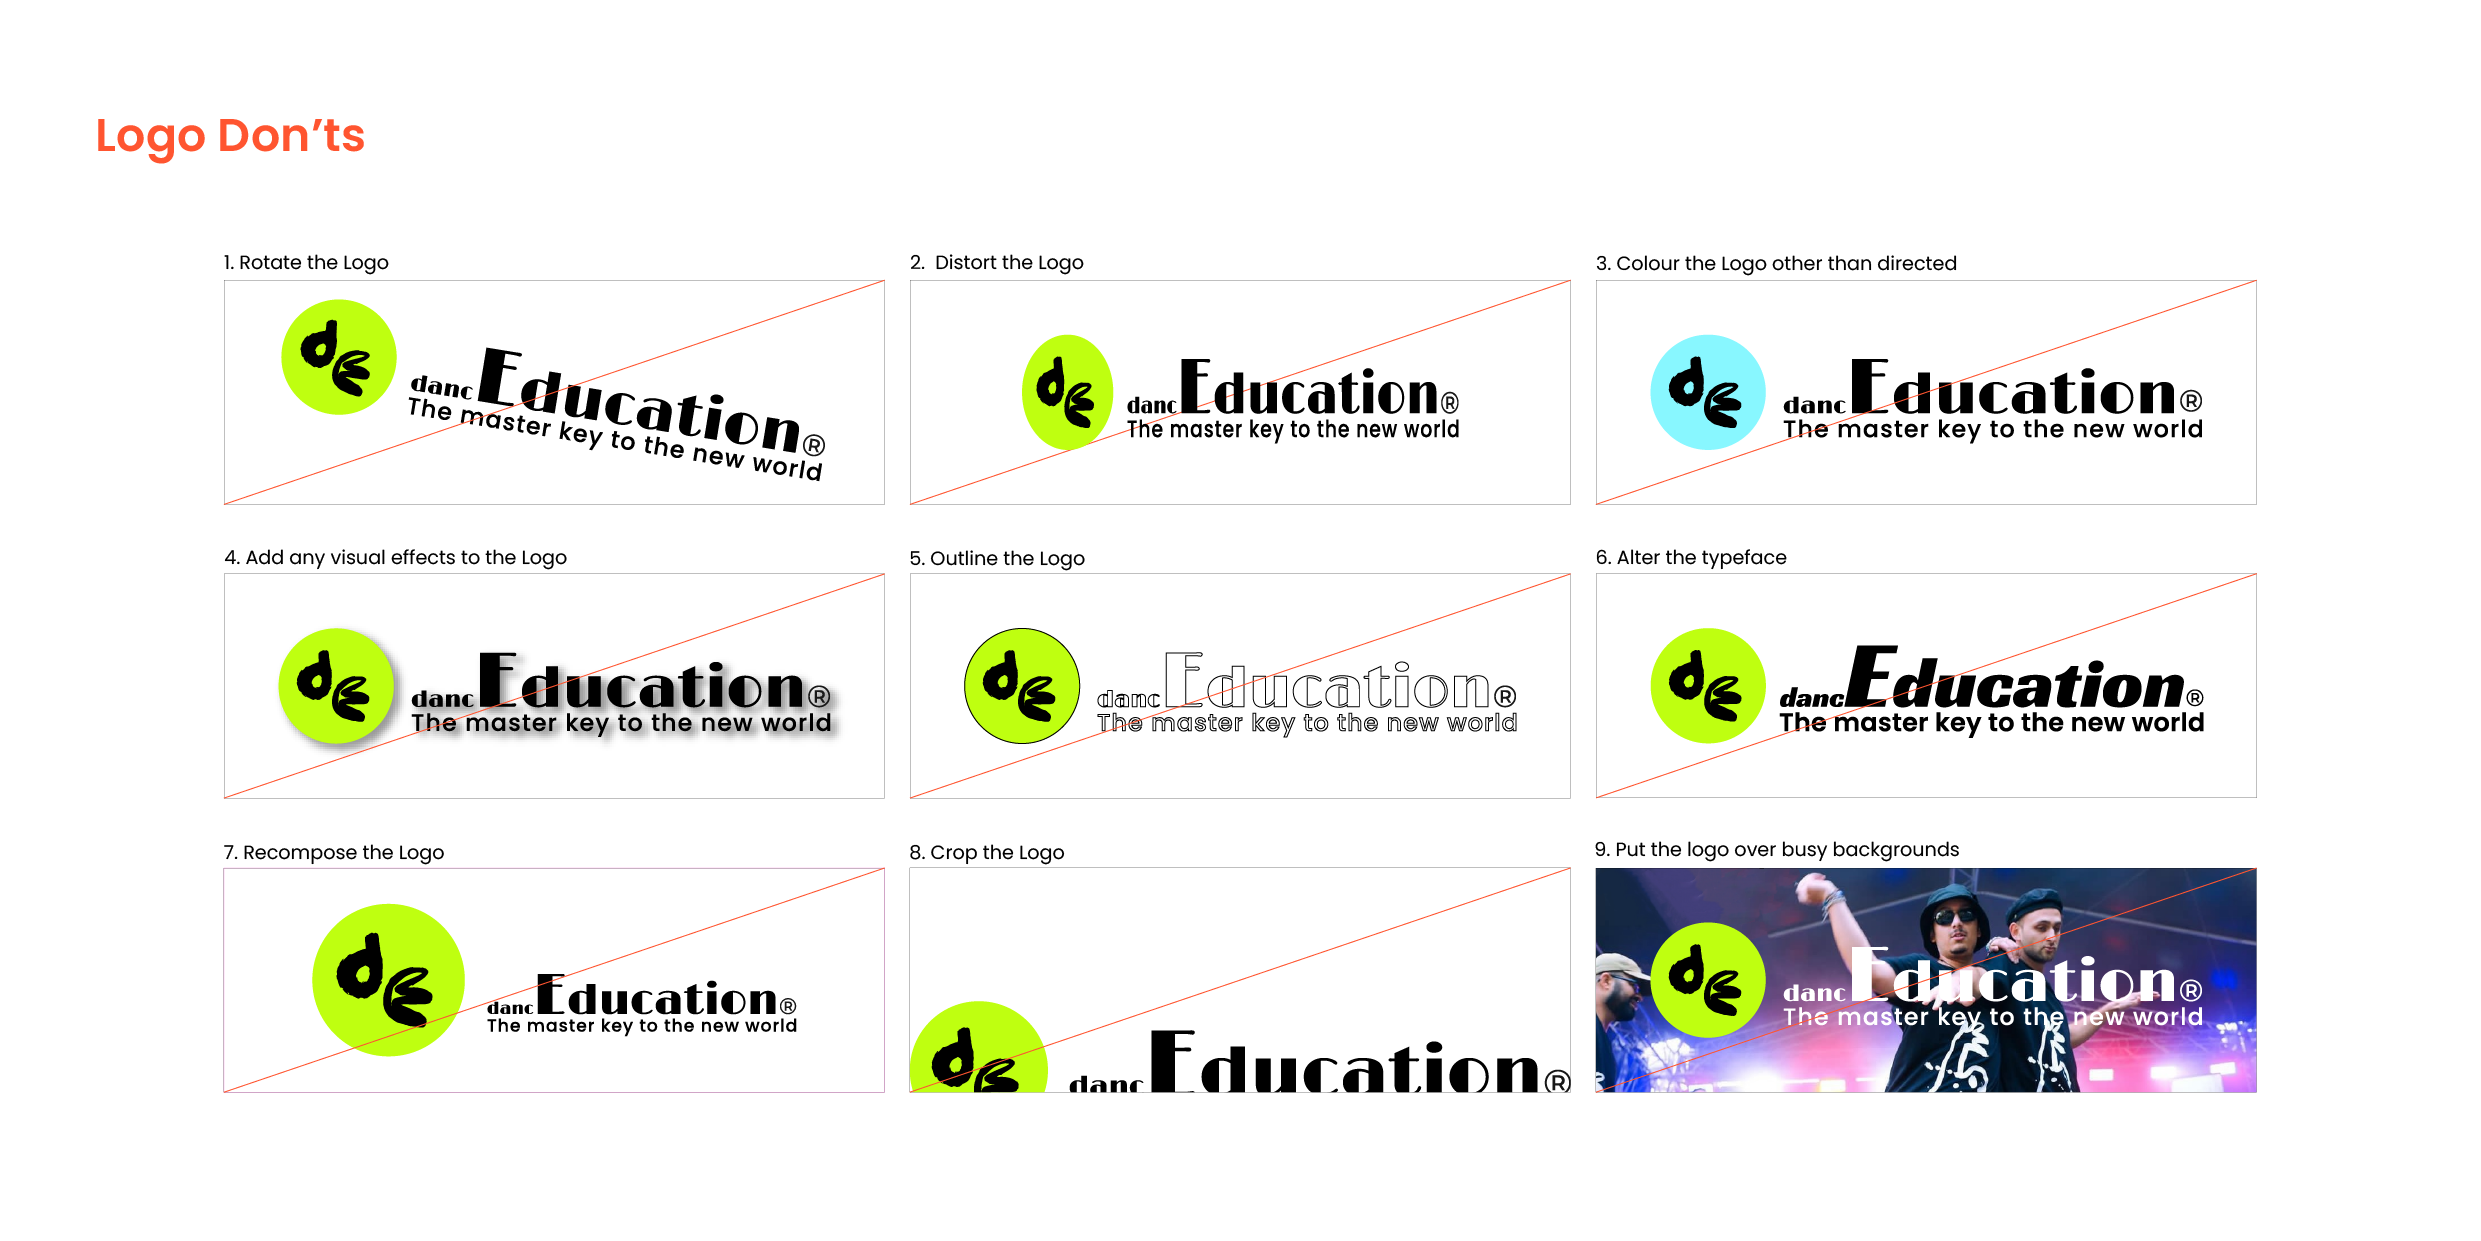 Logo Don’ts
1. Rotate the Logo
de
dancEducation®
The master key to the new world
2. Distort the Logo
de
dancEducation®
The master key to the new world
3. Colour the Logo other than directed
de
dancEducation®
The master key to the new world
4. Add any visual effects to the Logo
de
dancEducation®
The master key to the new world
5. Outline the Logo
de
dancEducation®
The master key to the new world
6. Alter the typeface
de
dancEducation®
The master key to the new world
7. Recompose the Logo
de
dancEducation®
The master key to the new world
8. Crop the Logo
de
dancEducation®
9. Put the logo over busy backgrounds
de
dancEducation®
The master key to the new world